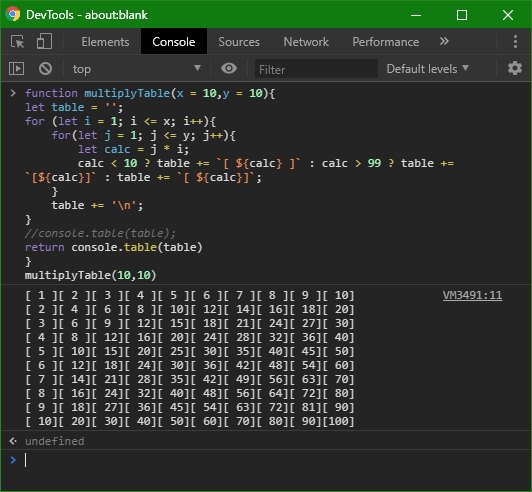 DevTools - about:blank
Elements Console Sources Network Performance »
top Filter Default levels
> function multiplyTable(x = 10,y = 10){
let table = '';
for (let i = 1; i <= x; i++){
    for(let j = 1; j <= y; j++){
        let calc = j * i;
        calc < 10 ? table += `[ ${calc} ]` : calc > 99 ? table +=
`[${calc}]` : table += `[ ${calc}]`;
    }
    table += '\n';
}
//console.table(table);
return console.table(table)
}
multiplyTable(10,10)
[ 1 ][ 2 ][ 3 ][ 4 ][ 5 ][ 6 ][ 7 ][ 8 ][ 9 ][ 10] VM3491:11
[ 2 ][ 4 ][ 6 ][ 8 ][ 10][ 12][ 14][ 16][ 18][ 20]
[ 3 ][ 6 ][ 9 ][ 12][ 15][ 18][ 21][ 24][ 27][ 30]
[ 4 ][ 8 ][ 12][ 16][ 20][ 24][ 28][ 32][ 36][ 40]
[ 5 ][ 10][ 15][ 20][ 25][ 30][ 35][ 40][ 45][ 50]
[ 6 ][ 12][ 18][ 24][ 30][ 36][ 42][ 48][ 54][ 60]
[ 7 ][ 14][ 21][ 28][ 35][ 42][ 49][ 56][ 63][ 70]
[ 8 ][ 16][ 24][ 32][ 40][ 48][ 56][ 64][ 72][ 80]
[ 9 ][ 18][ 27][ 36][ 45][ 54][ 63][ 72][ 81][ 90]
[ 10][ 20][ 30][ 40][ 50][ 60][ 70][ 80][ 90][100]
undefined
>